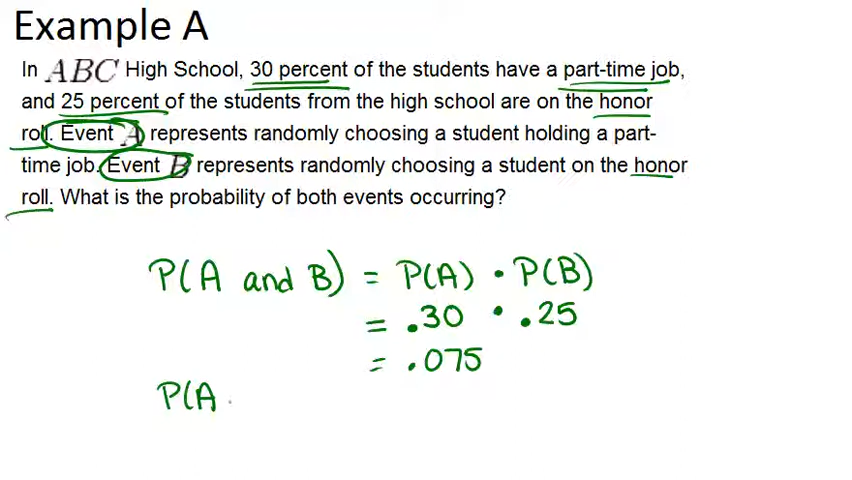 Example A
In ABC High School, 30 percent of the students have a part-time job,
and 25 percent of the students from the high school are on the honor
roll. Event A represents randomly choosing a student holding a part-
time job. Event B represents randomly choosing a student on the honor
roll. What is the probability of both events occurring?
P(A and B) = P(A) • P(B)
= .30 • .25
= .075
P(A